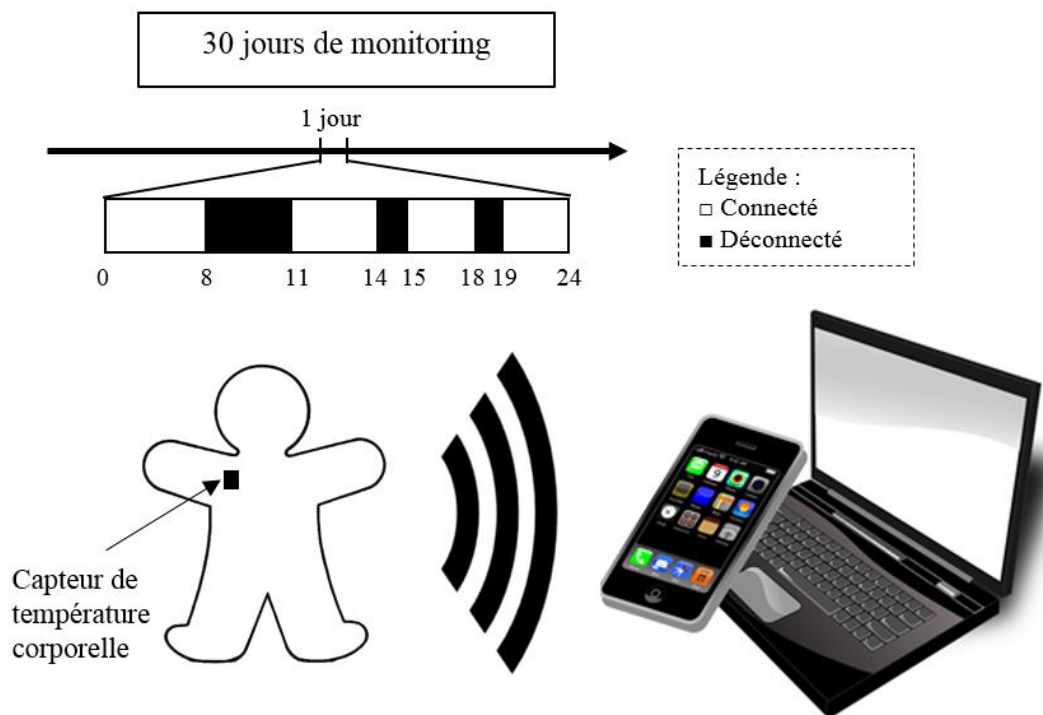 30 jours de monitoring
1 jour
Légende :
□ Connecté
■ Déconnecté
0 8 11 14 15 18 19 24
Capteur de
température
corporelle